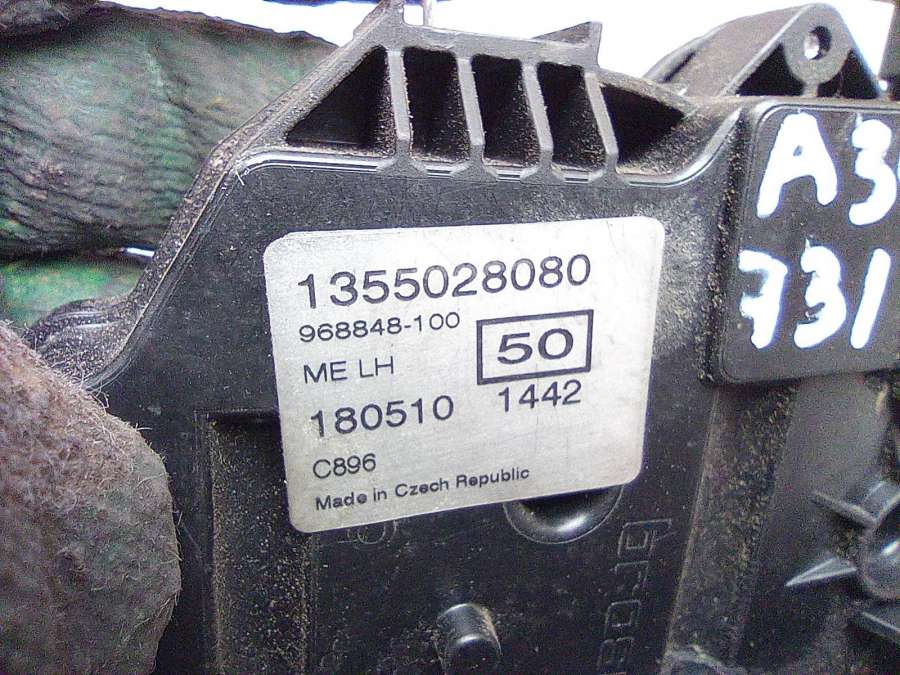 1355028080
968848-100
50
ME LH
180510 1442
C896
Made in Czech Republic
A3
731